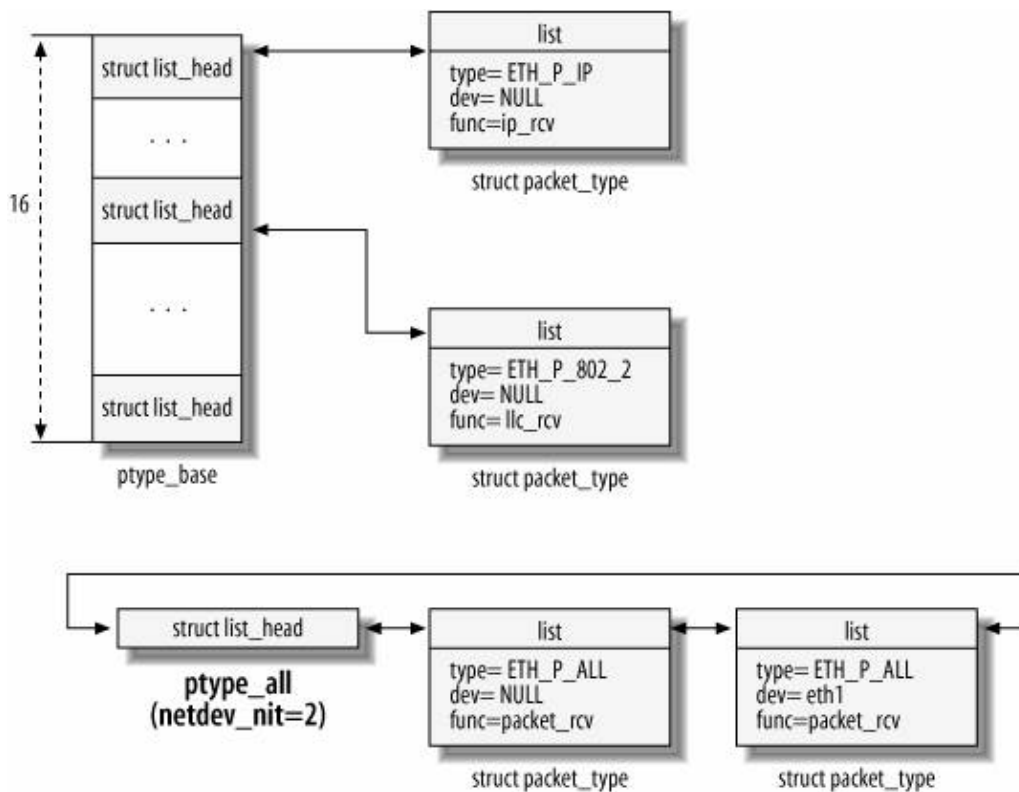 struct list_head
. . .
struct list_head
. . .
struct list_head
16
ptype_base
list
type= ETH_P_IP
dev= NULL
func=ip_rcv
struct packet_type
list
type= ETH_P_802_2
dev= NULL
func= llc_rcv
struct packet_type
struct list_head
ptype_all
(netdev_nit=2)
list
type= ETH_P_ALL
dev= NULL
func=packet_rcv
struct packet_type
list
type= ETH_P_ALL
dev= eth1
func=packet_rcv
struct packet_type